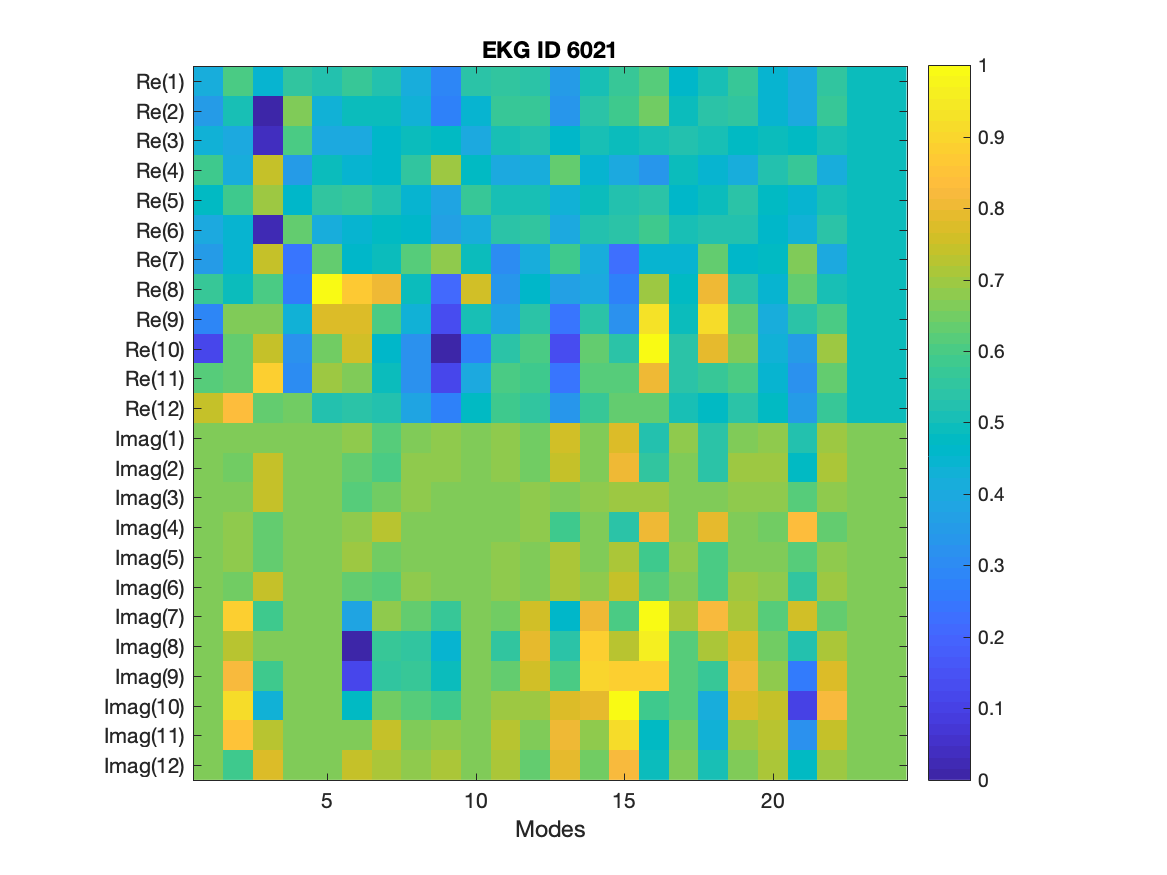 EKG ID 6021
Re(1)
Re(2)
Re(3)
Re(4)
Re(5)
Re(6)
Re(7)
Re(8)
Re(9)
Re(10)
Re(11)
Re(12)
Imag(1)
Imag(2)
Imag(3)
Imag(4)
Imag(5)
Imag(6)
Imag(7)
Imag(8)
Imag(9)
Imag(10)
Imag(11)
Imag(12)
5 10 15 20
Modes
1
0.9
0.8
0.7
0.6
0.5
0.4
0.3
0.2
0.1
0